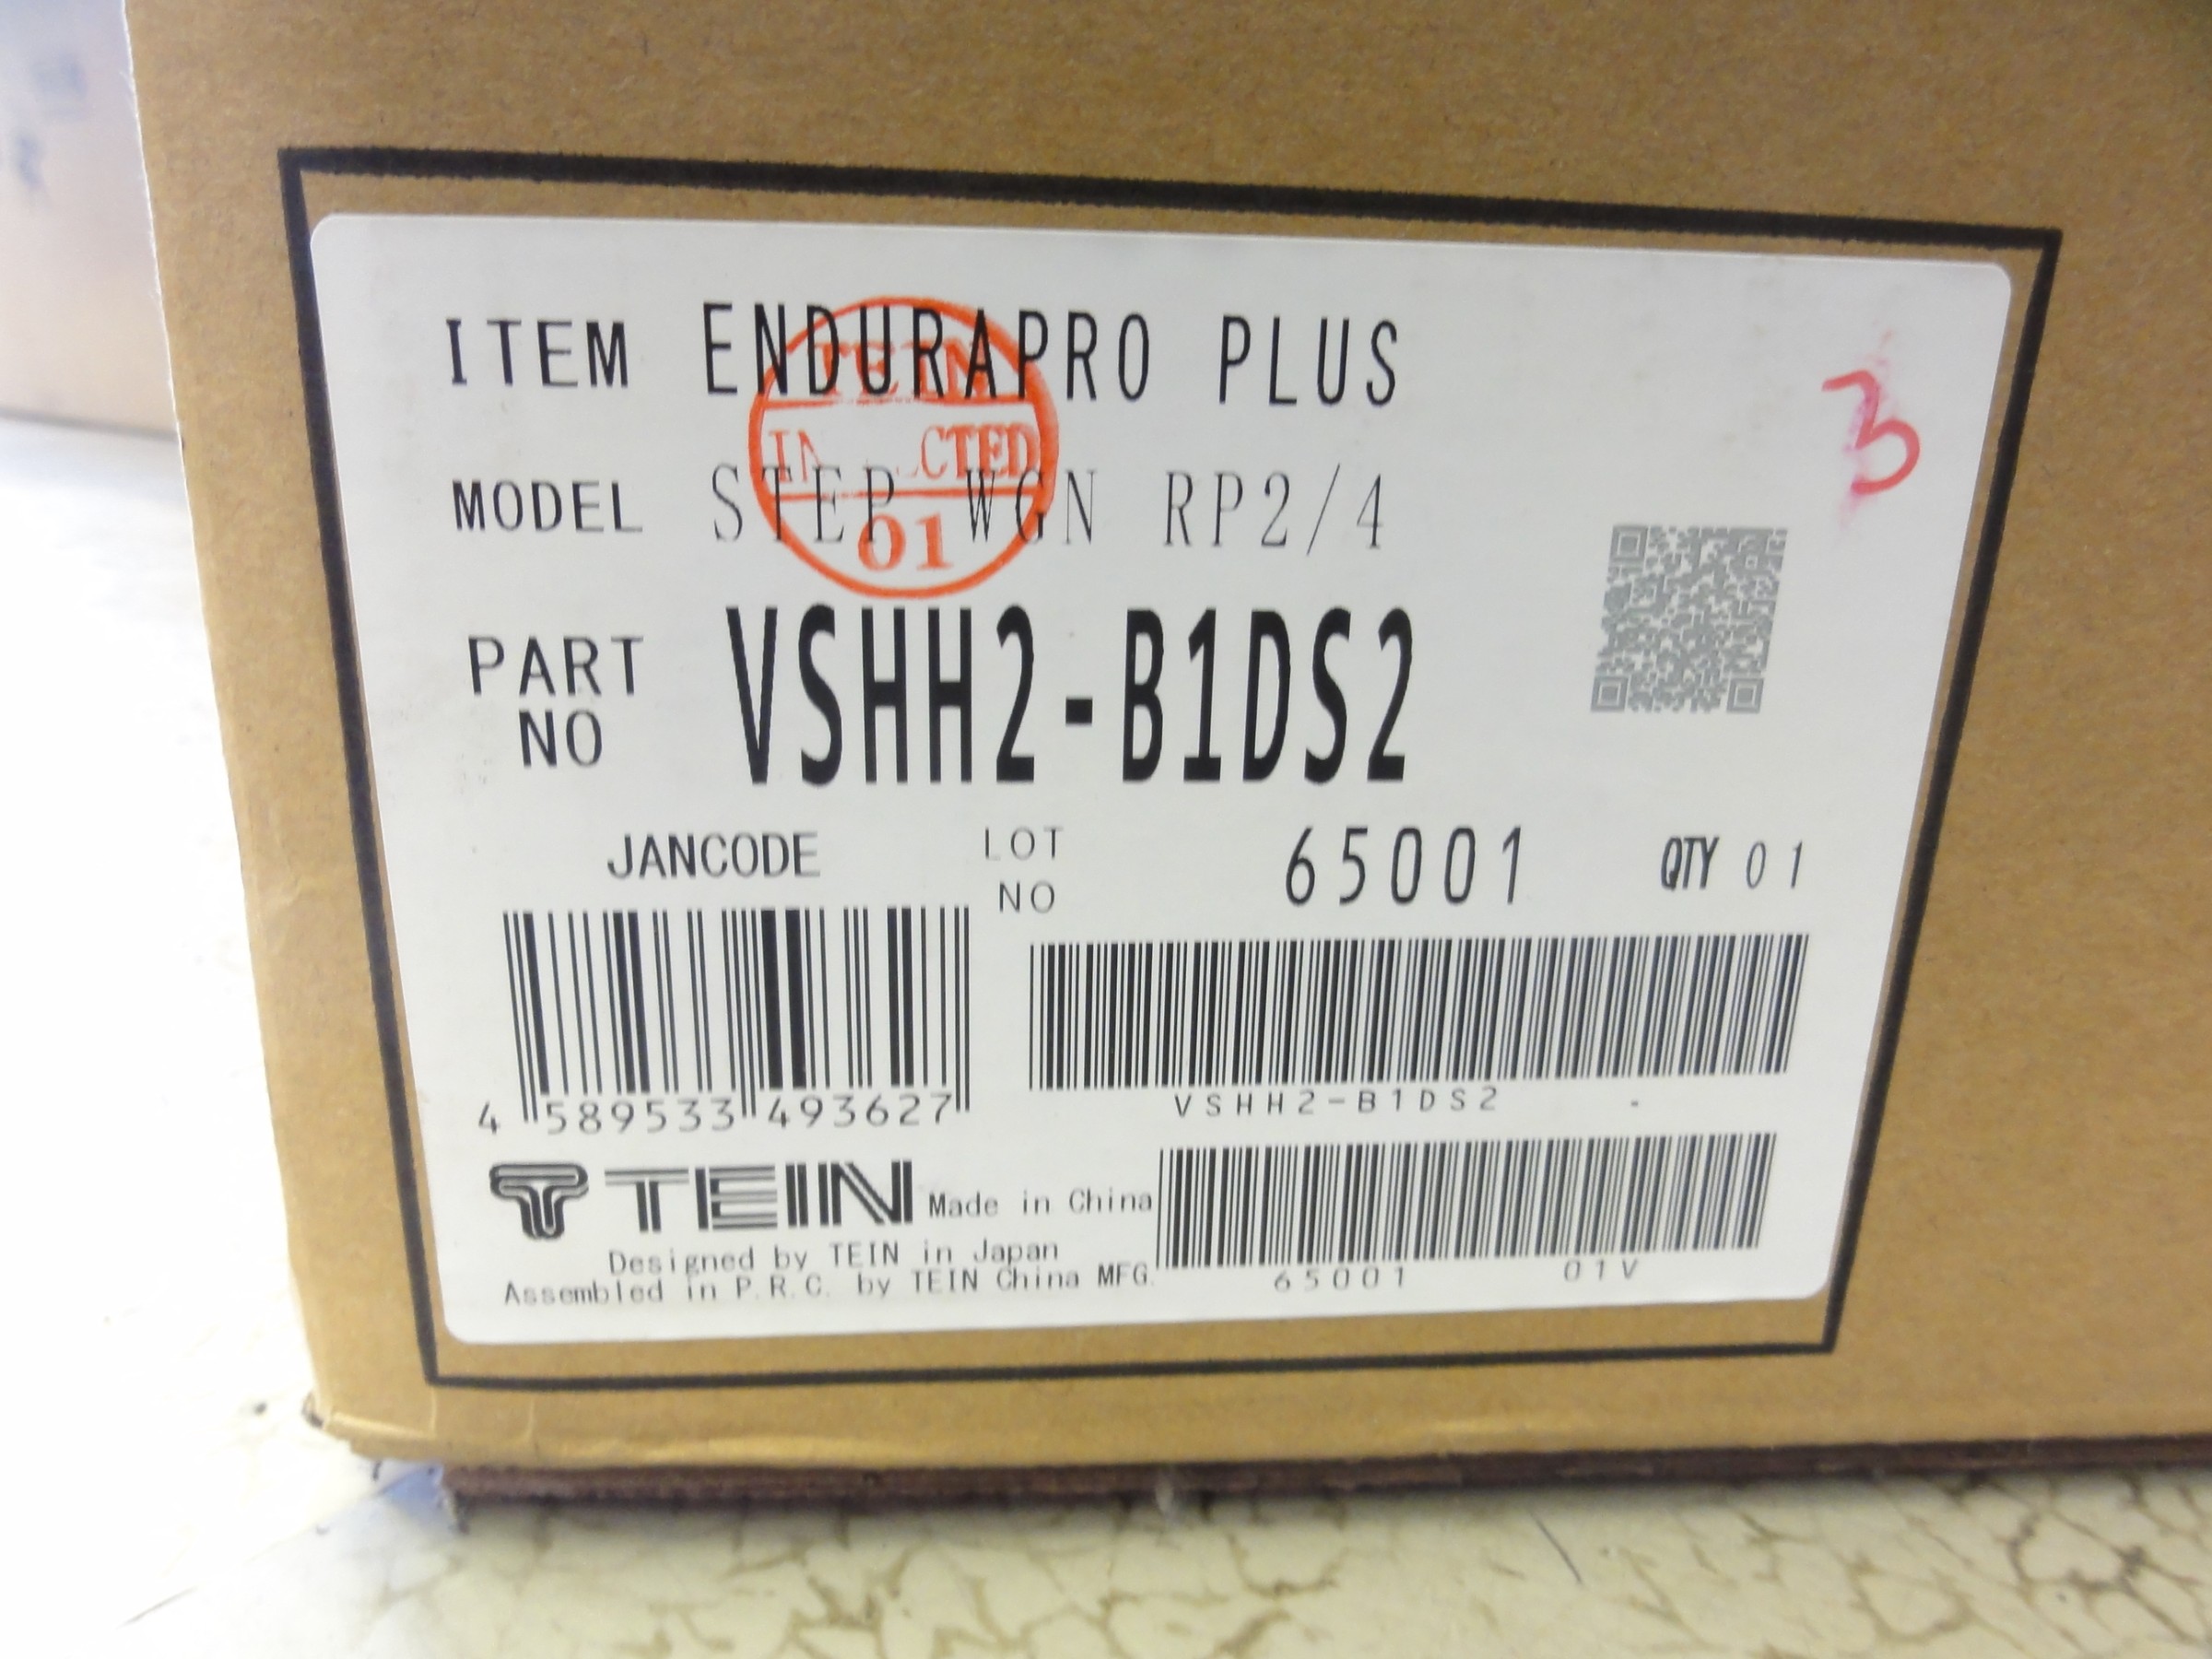 ITEM ENDURAPRO PLUS
TEIN
CTED
01
3
MODEL STEP WGN RP2/4
PART NO VSHH2-B1DS2
JANCODE
LOT NO 65001 QTY 01
4 589533 493627
VSHH2-B1DS2 -
TEIN Made in China
Designed by TEIN in Japan
Assembled in P.R.C. by TEIN China MFG.
65001 01V